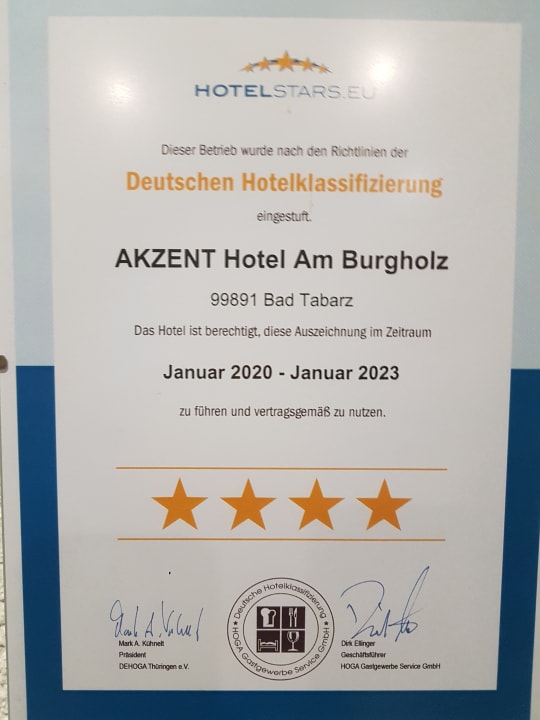 HOTELSTARS.EU
Dieser Betrieb wurde nach den Richtlinien der
Deutschen Hotelklassifizierung
eingestuft.
AKZENT Hotel Am Burgholz
99891 Bad Tabarz
Das Hotel ist berechtigt, diese Auszeichnung im Zeitraum
Januar 2020 - Januar 2023
zu führen und vertragsgemäß zu nutzen.
Mark A. Kühnelt
Präsident
DEHOGA Thüringen e.V.
Deutsche Hotelklassifizierung
HOGA Gastgewerbe Service GmbH
Dirk Ellinger
Geschäftsführer
HOGA Gastgewerbe Service GmbH